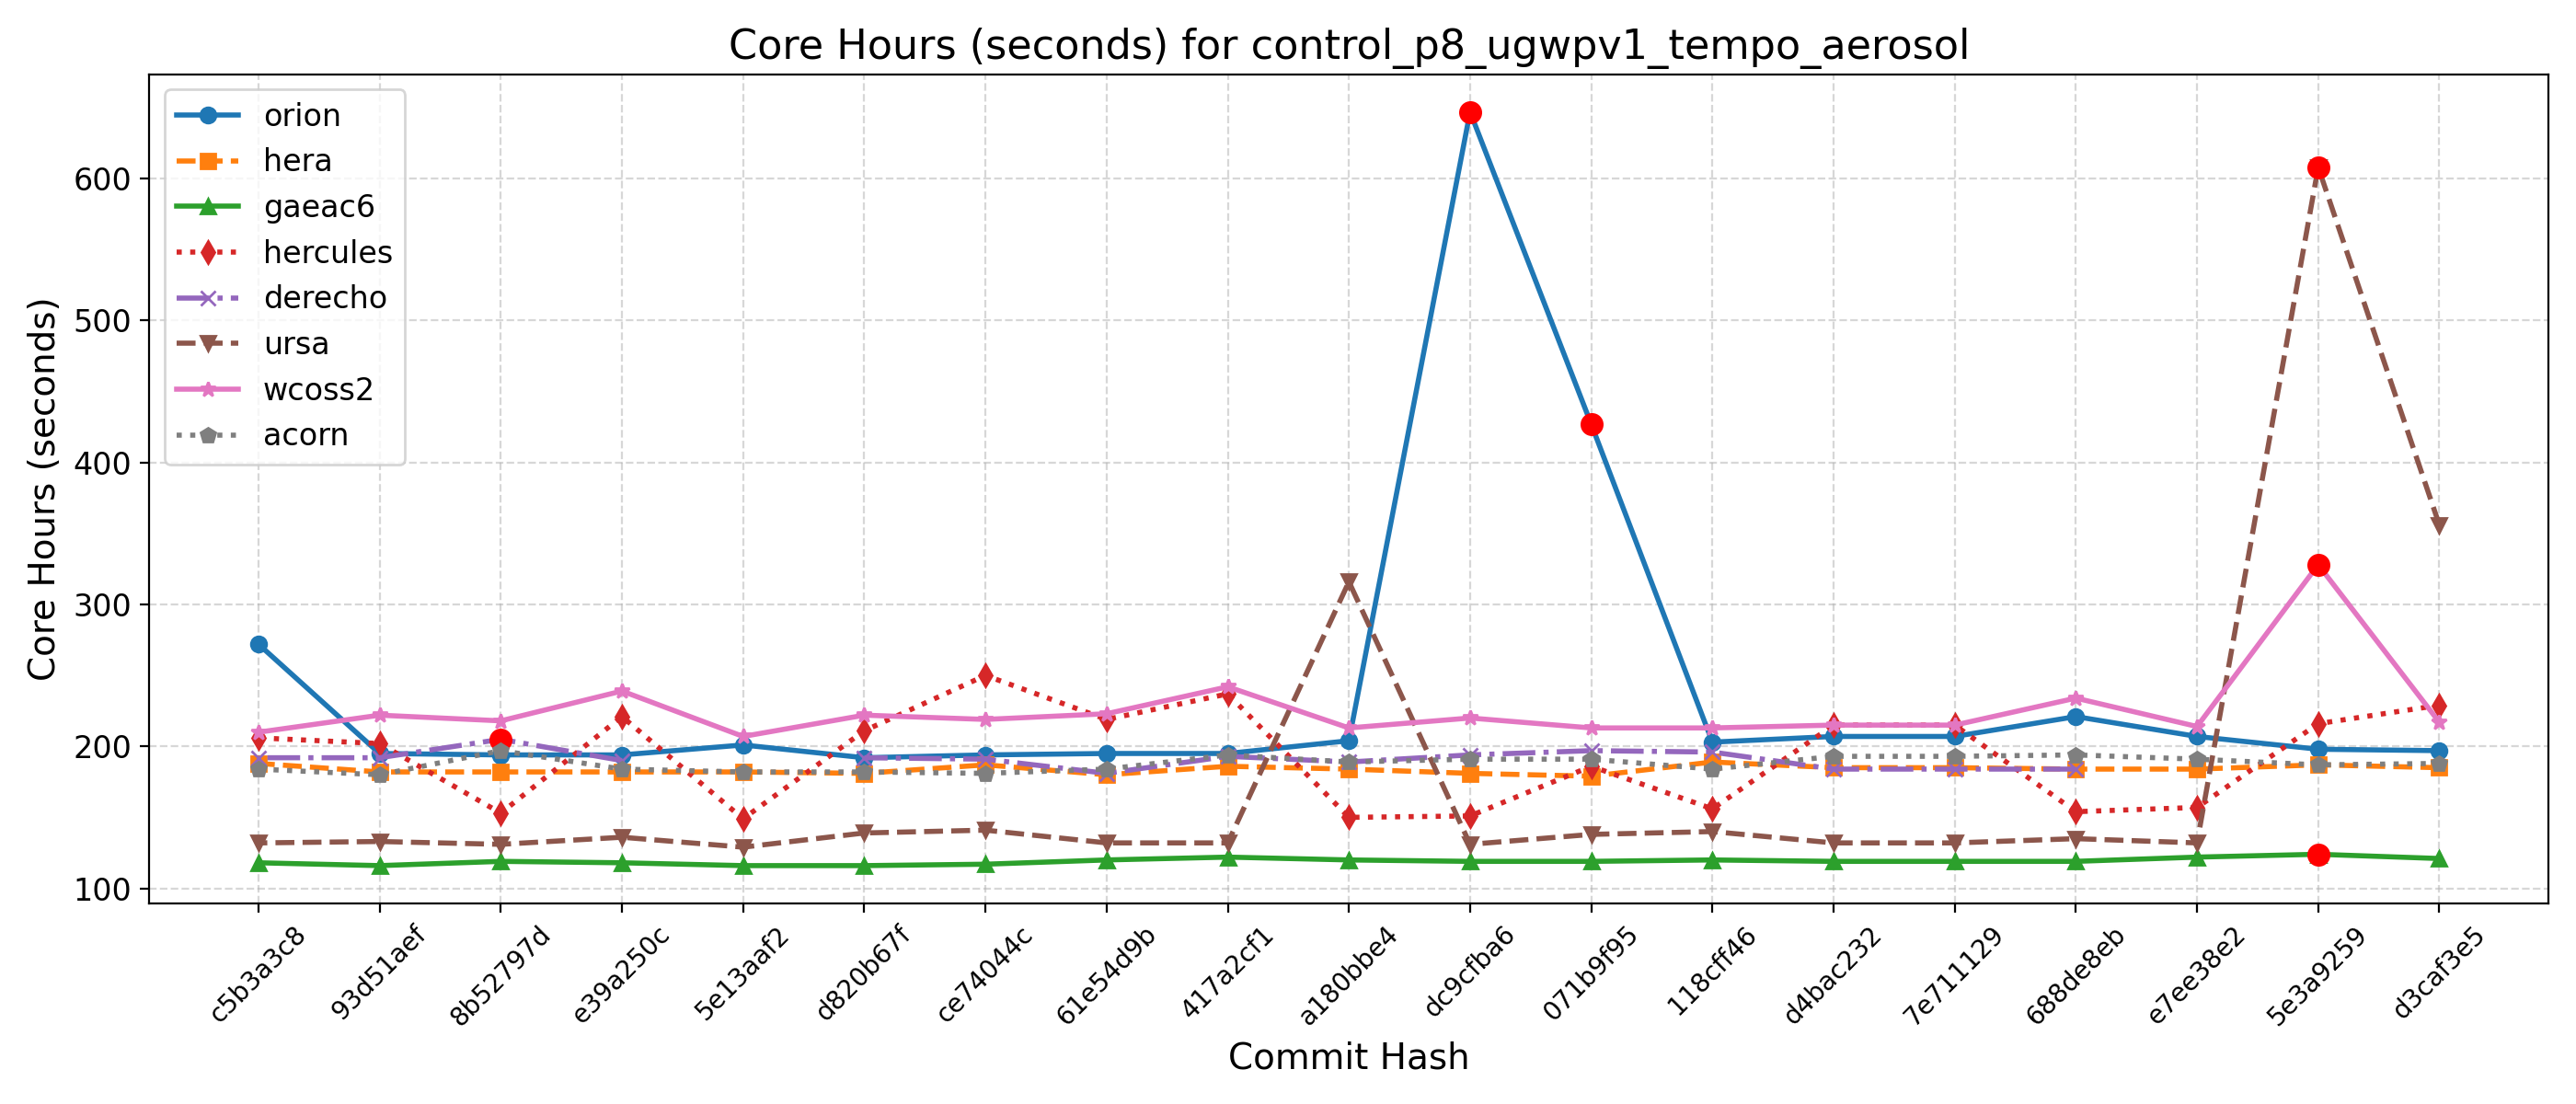 Core Hours (seconds) for control_p8_ugwpv1_tempo_aerosol
orion
hera
gaeac6
hercules
derecho
ursa
wcoss2
acorn
Core Hours (seconds)
600
500
400
300
200
100
c5b3a3c8
93d51aef
8b52797d
e39a250c
5e13aaf2
d820b67f
ce74044c
61e54d9b
417a2cf1
a180bbe4
dc9cfba6
071b9f95
118cff46
d4bac232
7e711129
688de8eb
e7ee38e2
5e3a9259
d3caf3e5
Commit Hash